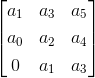 a₁ a₃ a₅
a₀ a₂ a₄
0 a₁ a₃